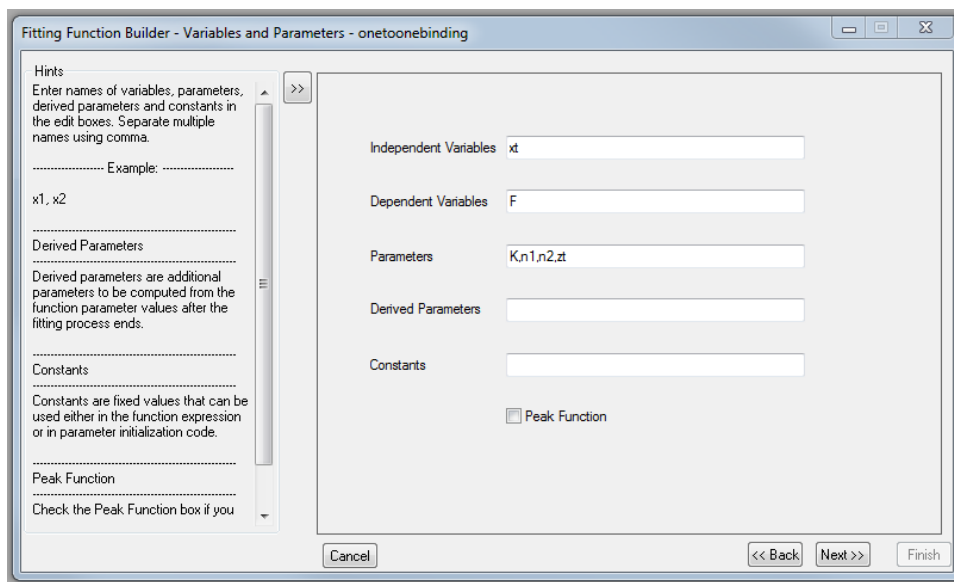 Fitting Function Builder - Variables and Parameters - onetoonebinding
Hints
Enter names of variables, parameters,
derived parameters and constants in
the edit boxes. Separate multiple
names using comma.
-------------------- Example: --------------------
x1, x2
Derived Parameters
Derived parameters are additional
parameters to be computed from the
function parameter values after the
fitting process ends.
Constants
Constants are fixed values that can be
used either in the function expression
or in parameter initialization code.
Peak Function
Check the Peak Function box if you
>>
Independent Variables xt
Dependent Variables F
Parameters K,n1,n2,zt
Derived Parameters
Constants
Peak Function
Cancel << Back Next >> Finish